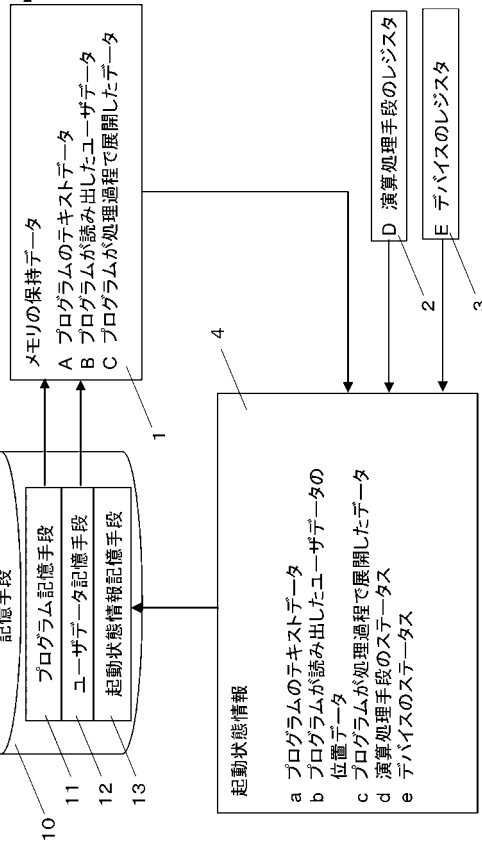 記憶手段
プログラム記憶手段
ユーザデータ記憶手段
起動状態情報記憶手段
10
11
12
13
メモリの保持データ
A プログラムのテキストデータ
B プログラムが読み出したユーザデータ
C プログラムが処理過程で展開したデータ
1
起動状態情報
a プログラムのテキストデータ
b プログラムが読み出したユーザデータの
位置データ
c プログラムが処理過程で展開したデータ
d 演算処理手段のステータス
e デバイスのステータス
4
D 演算処理手段のレジスタ
2
E デバイスのレジスタ
3